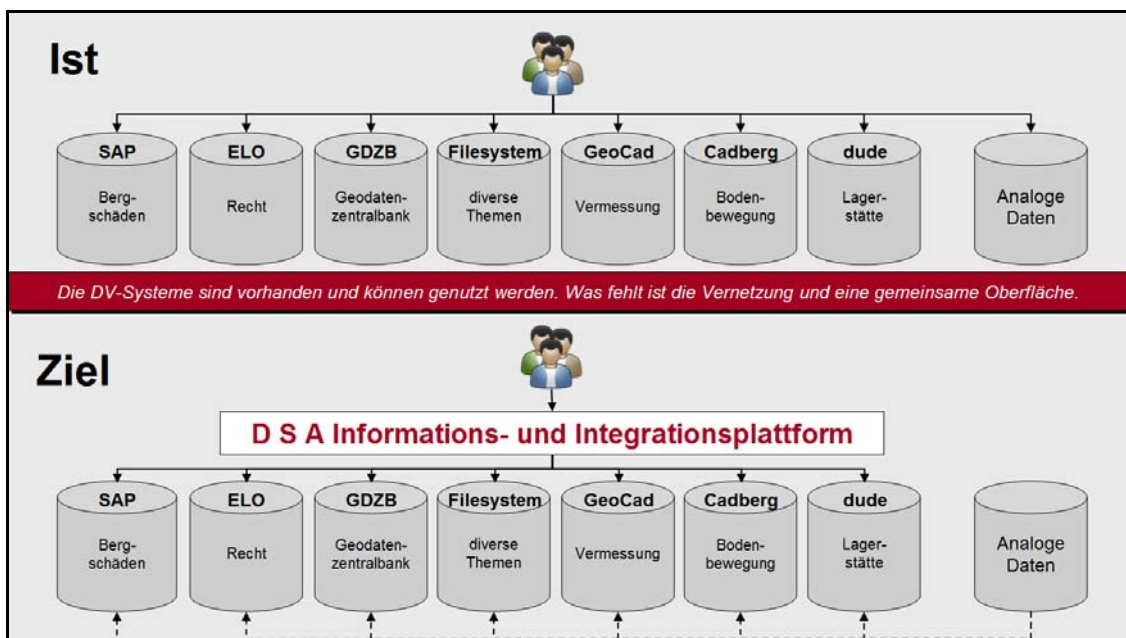 Ist
SAP
ELO
GDZB
Filesystem
GeoCad
Cadberg
dude
Berg-
schäden
Recht
Geodaten-
zentralbank
diverse
Themen
Vermessung
Boden-
bewegung
Lager-
stätte
Analoge
Daten
Die DV-Systeme sind vorhanden und können genutzt werden. Was fehlt ist die Vernetzung und eine gemeinsame Oberfläche.
Ziel
D S A Informations- und Integrationsplattform
SAP
ELO
GDZB
Filesystem
GeoCad
Cadberg
dude
Berg-
schäden
Recht
Geodaten-
zentralbank
diverse
Themen
Vermessung
Boden-
bewegung
Lager-
stätte
Analoge
Daten